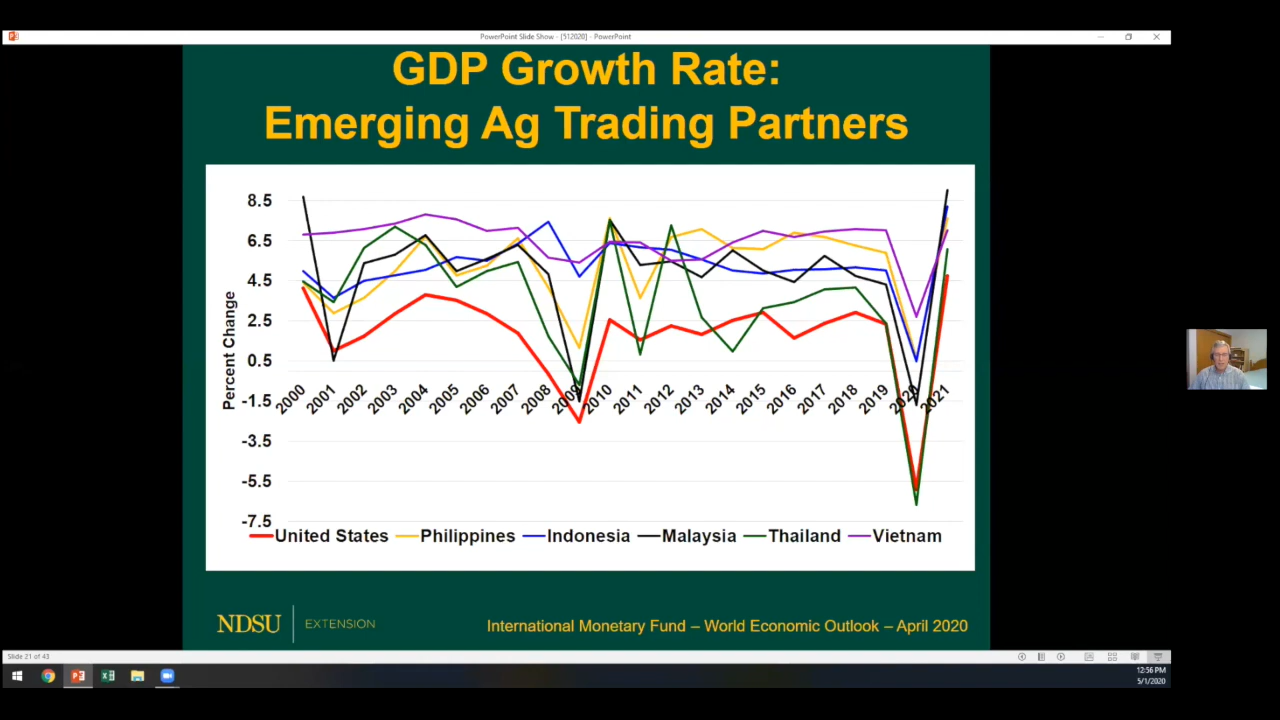 PowerPoint Slide Show - [512020] - PowerPoint
GDP Growth Rate:
Emerging Ag Trading Partners
Percent Change
8.5
6.5
4.5
2.5
0.5
-1.5
-3.5
-5.5
-7.5
2000 2001 2002 2003 2004 2005 2006 2007 2008 2009 2010 2011 2012 2013 2014 2015 2016 2017 2018 2019 2020 2021
United States Philippines Indonesia Malaysia Thailand Vietnam
NDSU EXTENSION
International Monetary Fund – World Economic Outlook – April 2020
Slide 21 of 43
12:56 PM
5/1/2020